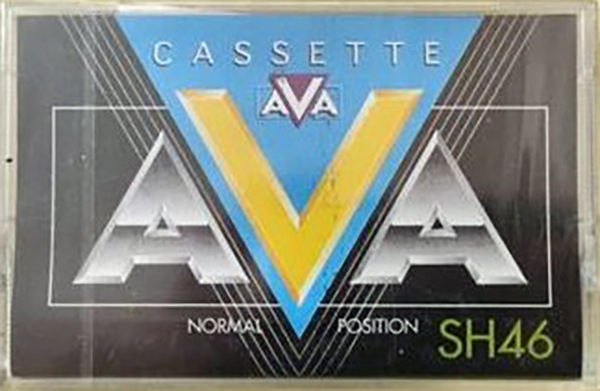 CASSETTE
AVA
AVA
NORMAL POSITION SH46